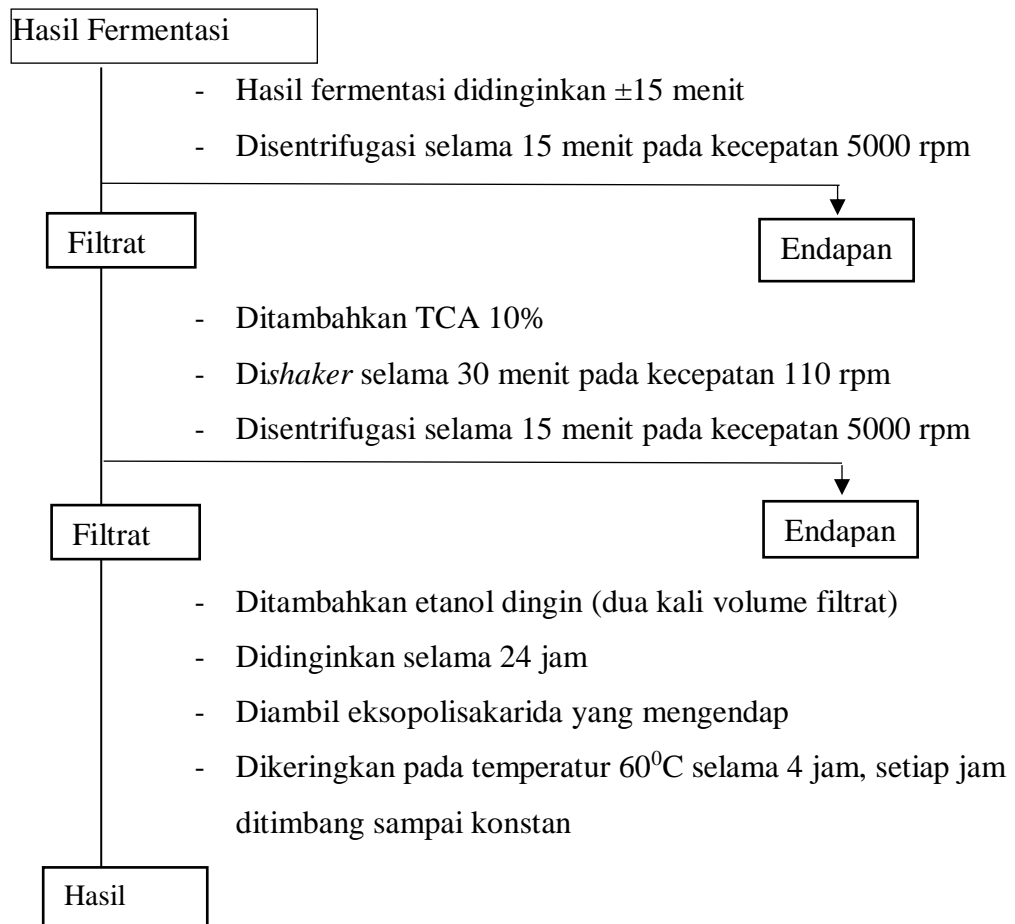 Hasil Fermentasi
- Hasil fermentasi didinginkan ±15 menit
- Disentrifugasi selama 15 menit pada kecepatan 5000 rpm
Filtrat
Endapan
- Ditambahkan TCA 10%
- Dishaker selama 30 menit pada kecepatan 110 rpm
- Disentrifugasi selama 15 menit pada kecepatan 5000 rpm
Filtrat
Endapan
- Ditambahkan etanol dingin (dua kali volume filtrat)
- Didinginkan selama 24 jam
- Diambil eksopolisakarida yang mengendap
- Dikeringkan pada temperatur 60⁰C selama 4 jam, setiap jam
ditimbang sampai konstan
Hasil